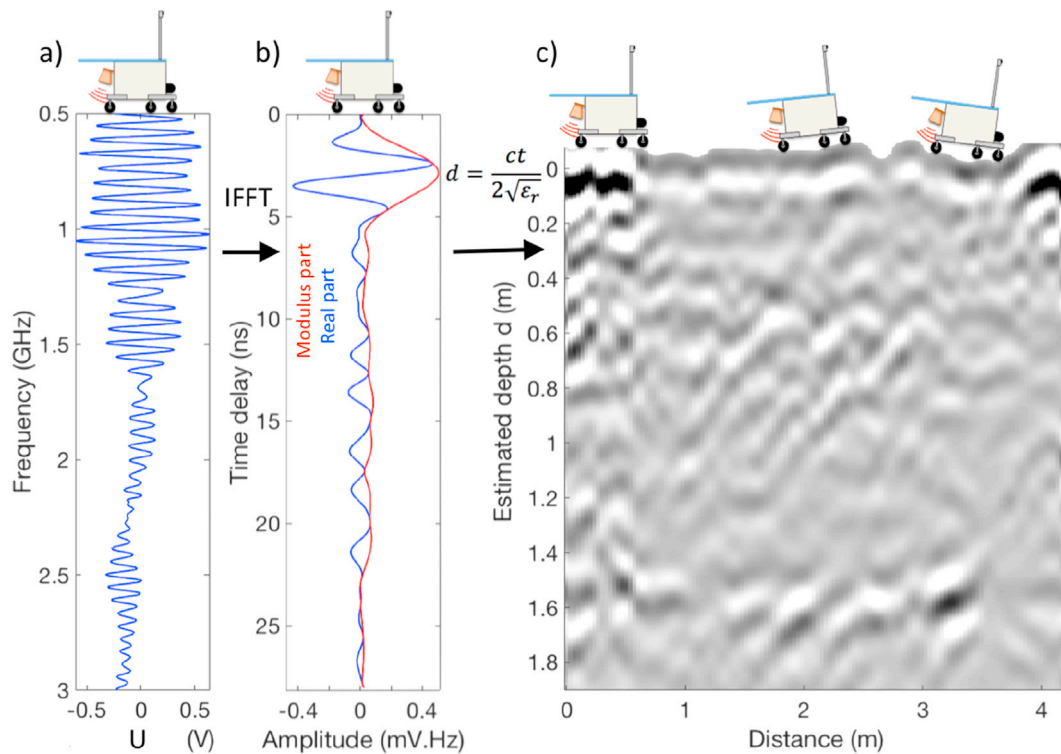 a)
b)
c)
0.5
1
1.5
2
2.5
3
Frequency (GHz)
-0.5
0
0.5
U
(V)
IFFT
0
5
10
15
20
25
Time delay (ns)
Modulus part
Real part
-0.4
0
0.4
Amplitude (mV.Hz)
d = ct / 2√εr
0
0.2
0.4
0.6
0.8
1
1.2
1.4
1.6
1.8
Estimated depth d (m)
0
1
2
3
4
Distance (m)